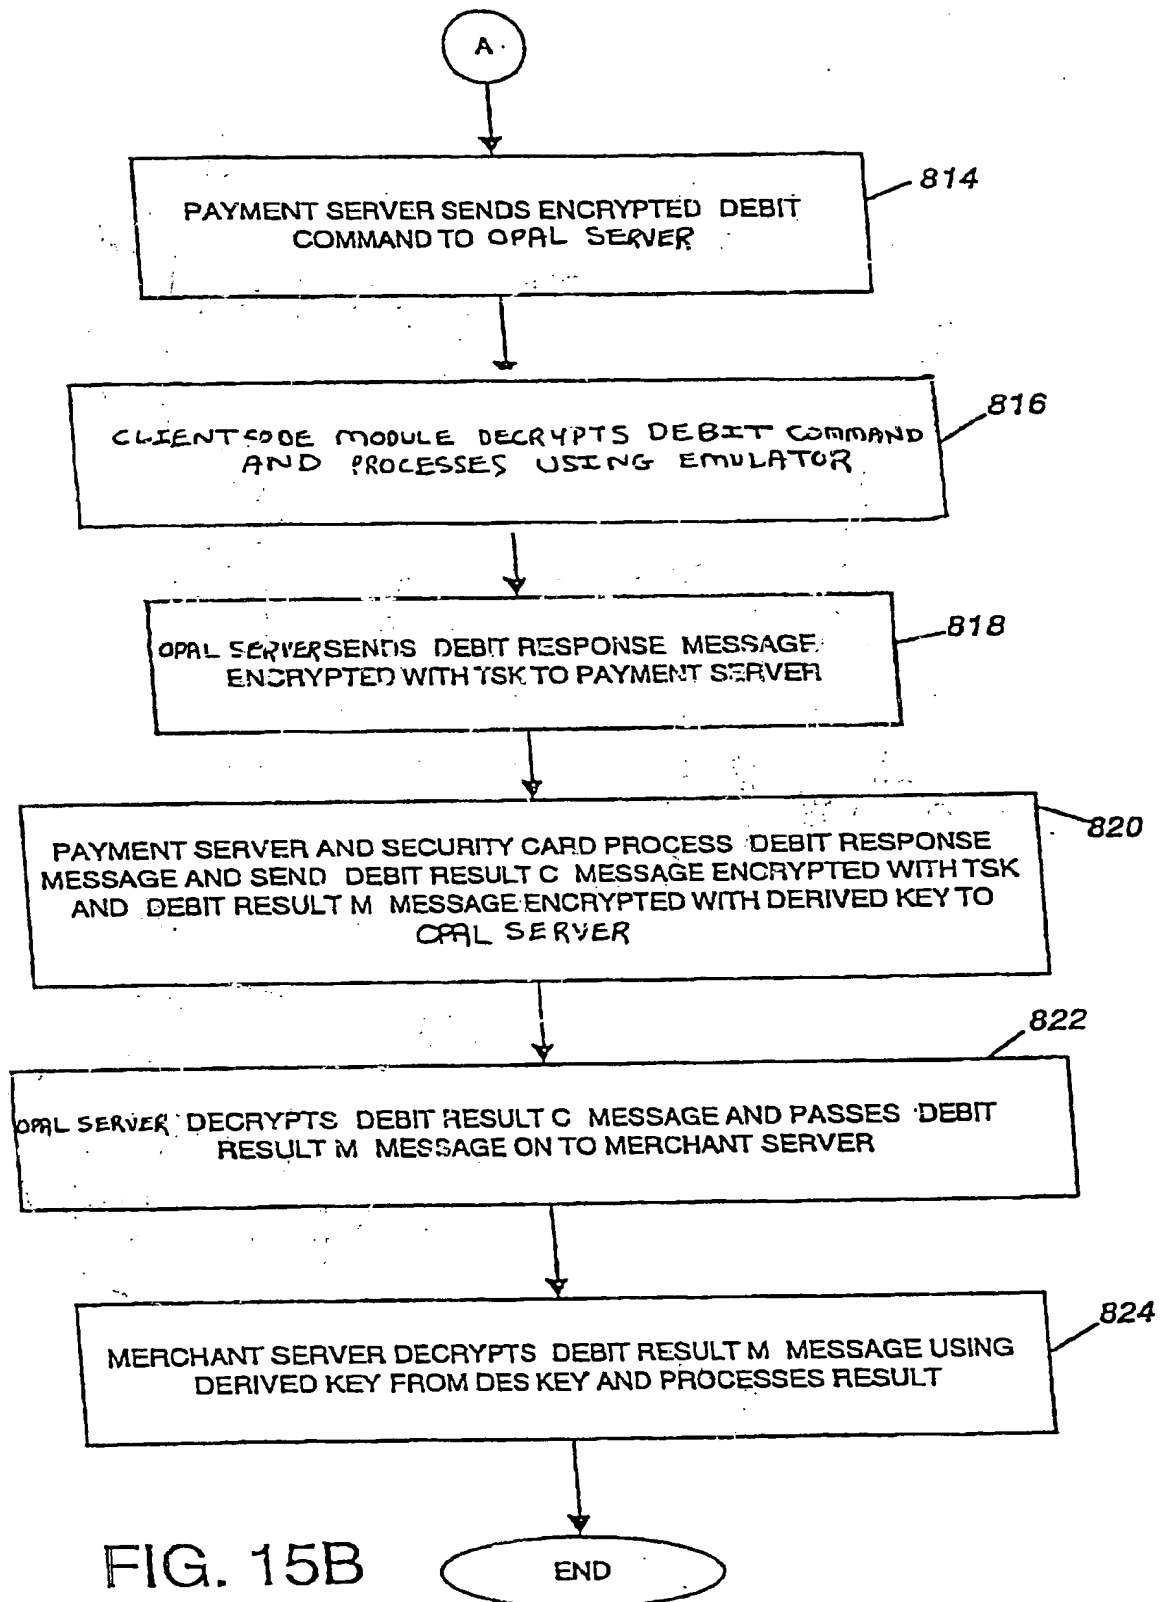 A
814
PAYMENT SERVER SENDS ENCRYPTED DEBIT
COMMAND TO OPAL SERVER
816
CLIENT CODE MODULE DECRYPTS DEBIT COMMAND
AND PROCESSES USING EMULATOR
818
OPAL SERVER SENDS DEBIT RESPONSE MESSAGE
ENCRYPTED WITH TSK TO PAYMENT SERVER
820
PAYMENT SERVER AND SECURITY CARD PROCESS DEBIT RESPONSE
MESSAGE AND SEND DEBIT RESULT C MESSAGE ENCRYPTED WITH TSK
AND DEBIT RESULT M MESSAGE ENCRYPTED WITH DERIVED KEY TO
OPAL SERVER
822
OPAL SERVER DECRYPTS DEBIT RESULT C MESSAGE AND PASSES DEBIT
RESULT M MESSAGE ON TO MERCHANT SERVER
824
MERCHANT SERVER DECRYPTS DEBIT RESULT M MESSAGE USING
DERIVED KEY FROM DES KEY AND PROCESSES RESULT
FIG. 15B
END